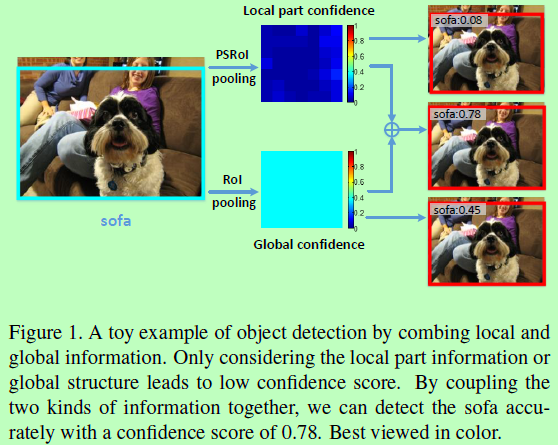 Local part confidence
sofa:0.08
PSRoI
pooling
1
0.8
0.6
0.4
0.2
0
sofa:0.78
RoI
pooling
1
0.8
0.6
0.4
0.2
0
sofa:0.45
sofa
Global confidence
Figure 1. A toy example of object detection by combing local and
global information. Only considering the local part information or
global structure leads to low confidence score. By coupling the
two kinds of information together, we can detect the sofa accu-
rately with a confidence score of 0.78. Best viewed in color.